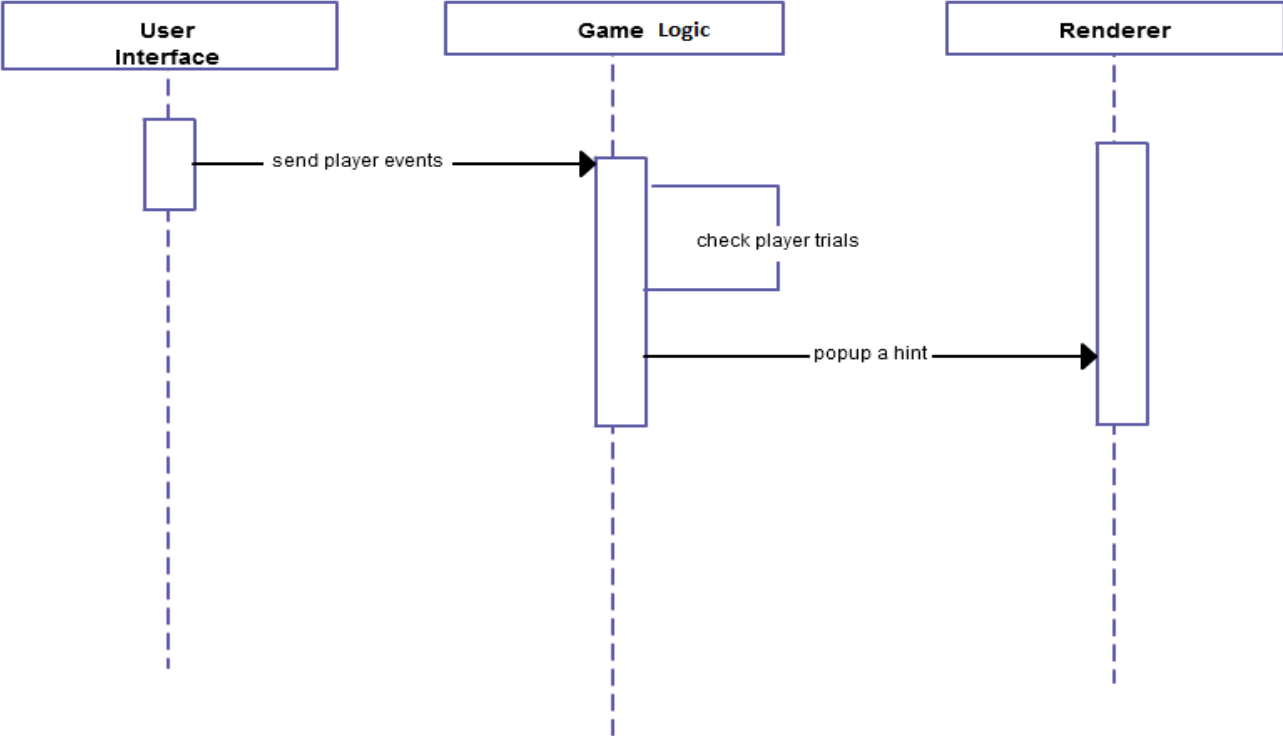 User
Interface
Game Logic
Renderer
send player events
check player trials
popup a hint